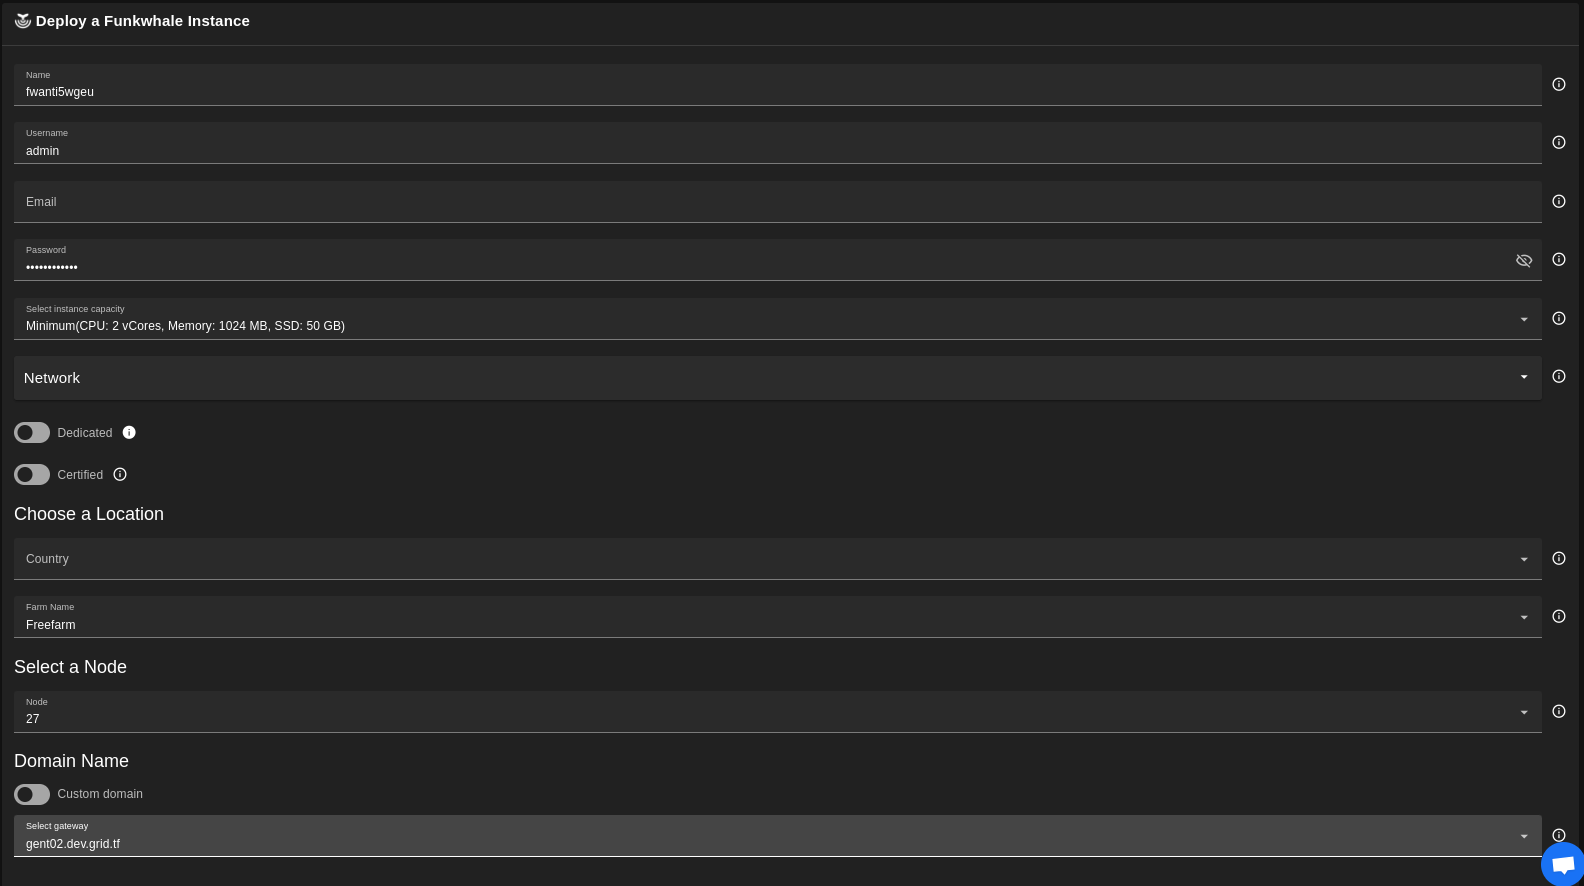 Deploy a Funkwhale Instance
Name
fwanti5wgeu
Username
admin
Email
Password
••••••••••••
Select instance capacity
Minimum(CPU: 2 vCores, Memory: 1024 MB, SSD: 50 GB)
Network
Dedicated
Certified
Choose a Location
Country
Farm Name
Freefarm
Select a Node
Node
27
Domain Name
Custom domain
Select gateway
gent02.dev.grid.tf